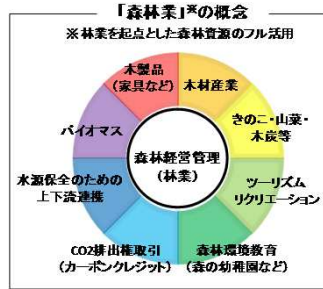 「森林業」※の概念
※林業を起点とした森林資源のフル活用
木製品
(家具など)
木材産業
きのこ・山菜・
木炭等
ツーリズム
リクリエーション
森林環境教育
(森の幼稚園など)
CO2排出権取引
(カーボンクレジット)
水源保全のための
上下流連携
バイオマス
森林経営管理
(林業)